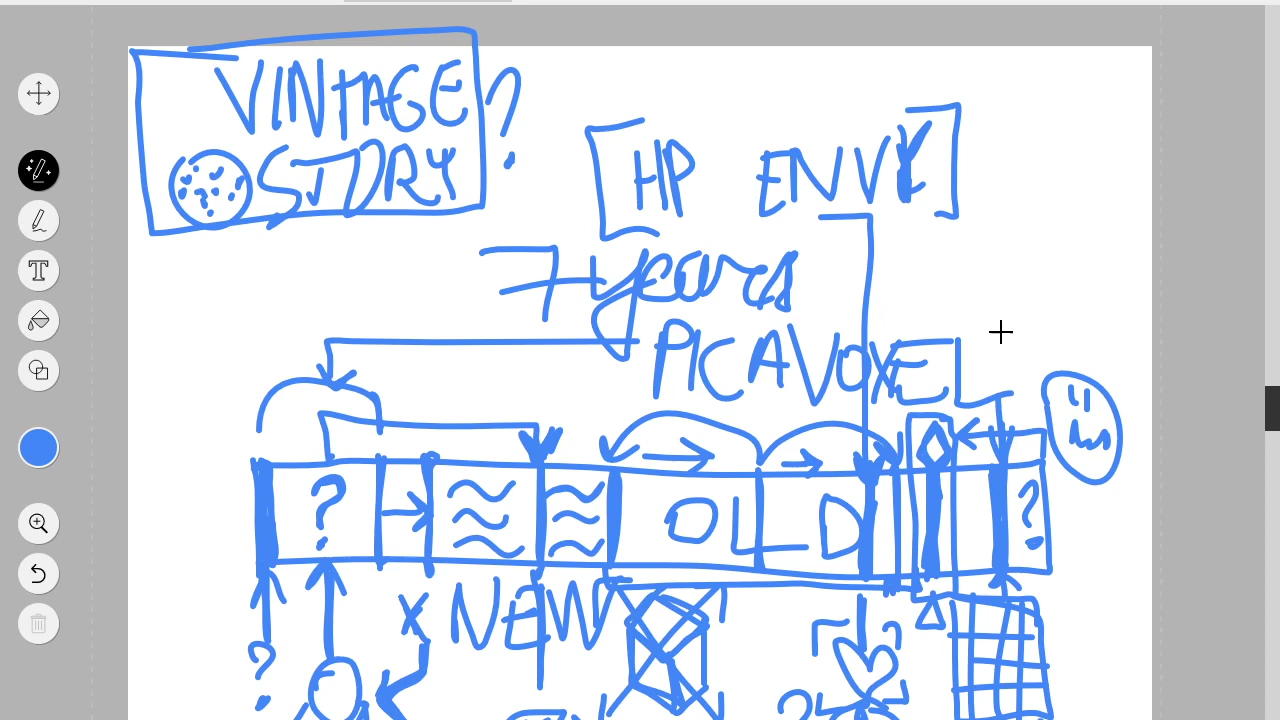 VINTAGE ?
STORY
[HP ENVY]
7 years
PICAVOXEL
? OLD ?
x NEW
?